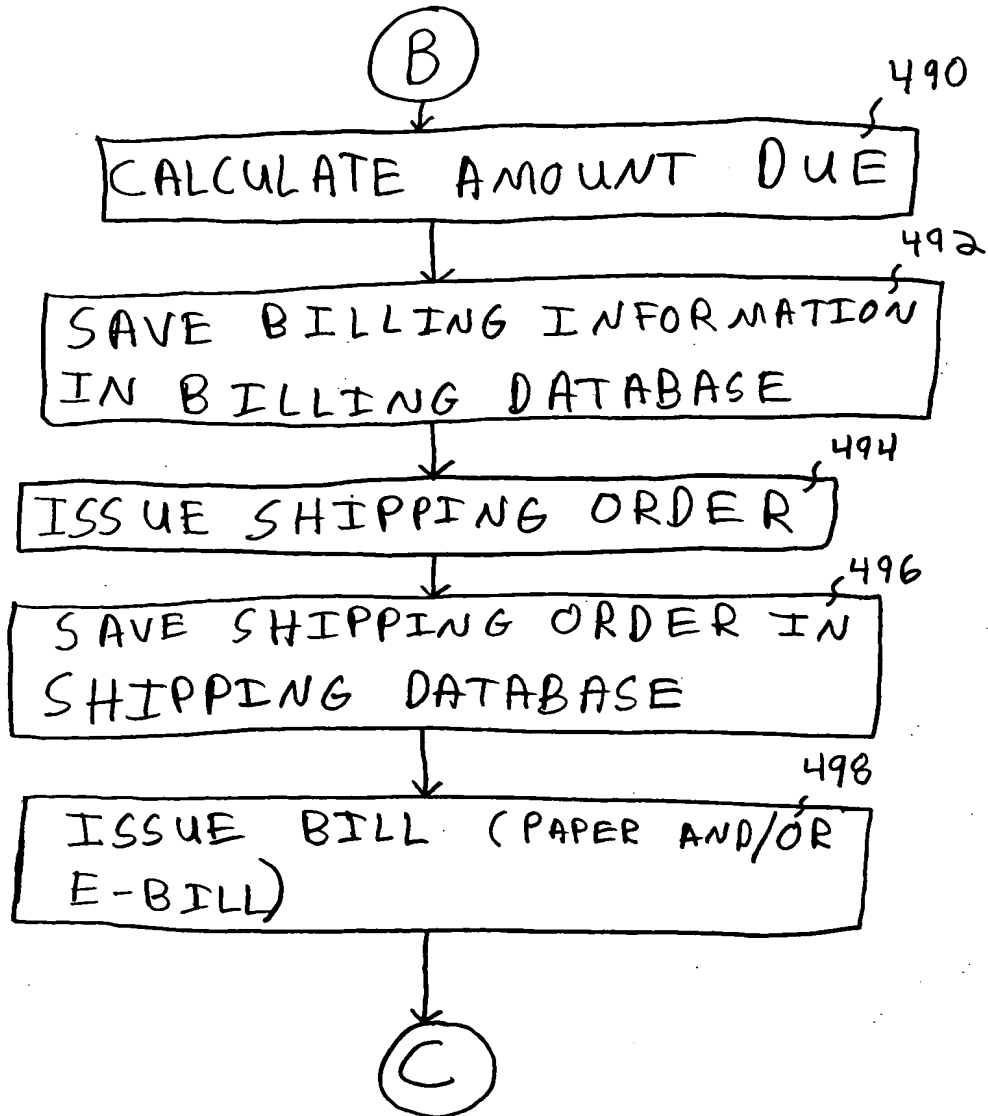 B
490
CALCULATE AMOUNT DUE
492
SAVE BILLING INFORMATION
IN BILLING DATABASE
494
ISSUE SHIPPING ORDER
496
SAVE SHIPPING ORDER IN
SHIPPING DATABASE
498
ISSUE BILL (PAPER AND/OR
E-BILL)
C